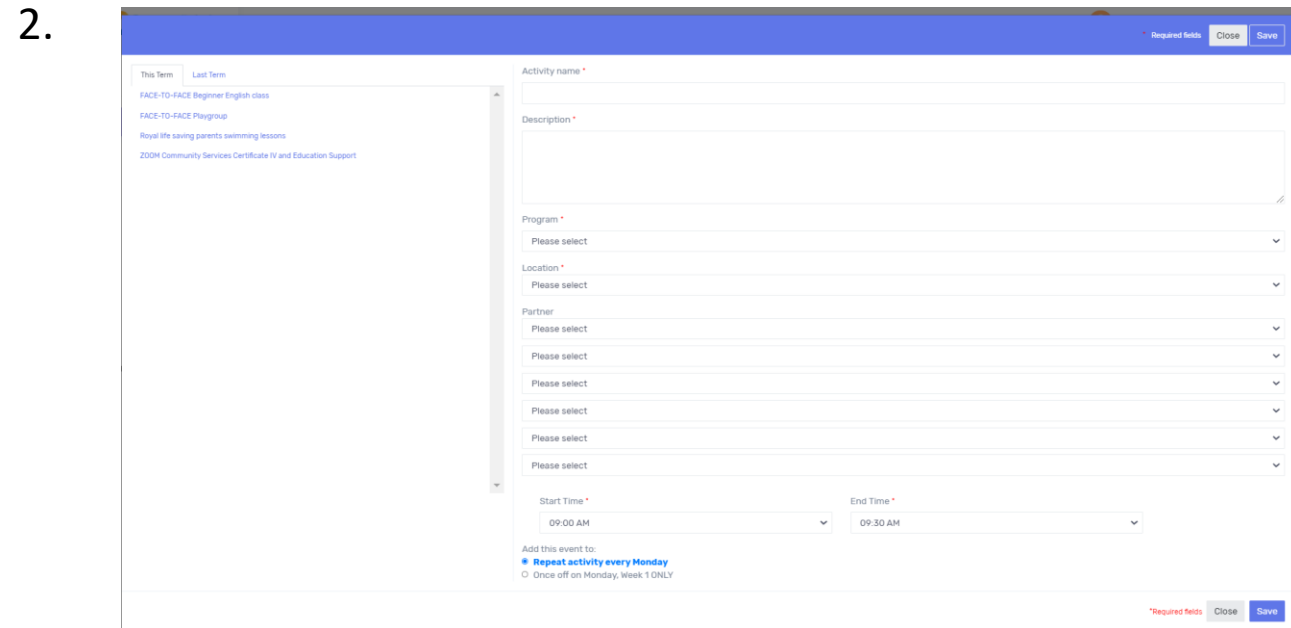 2.
* Required fields Close Save
This Term Last Term
FACE-TO-FACE Beginner English class
FACE-TO-FACE Playgroup
Royal life saving parents swimming lessons
ZOOM Community Services Certificate IV and Education Support
Activity name *
Description *
Program *
Please select
Location *
Please select
Partner
Please select
Please select
Please select
Please select
Please select
Please select
Start Time * End Time *
09:00 AM 09:30 AM
Add this event to:
Repeat activity every Monday
Once off on Monday, Week 1 ONLY
*Required fields Close Save